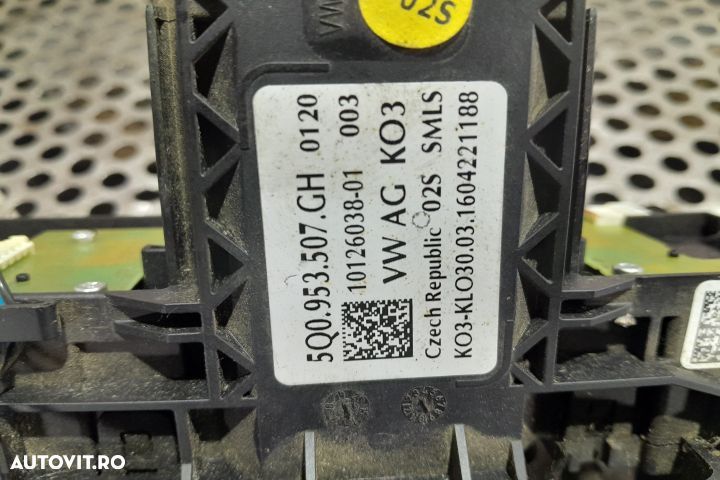 02S
VW
5Q0.953.507.GH 0120
10126038-01 003
VW AG KO3
Czech Republic 02S SMLS
KO3-KLO30.03.1604221188
AUTOVIT.RO